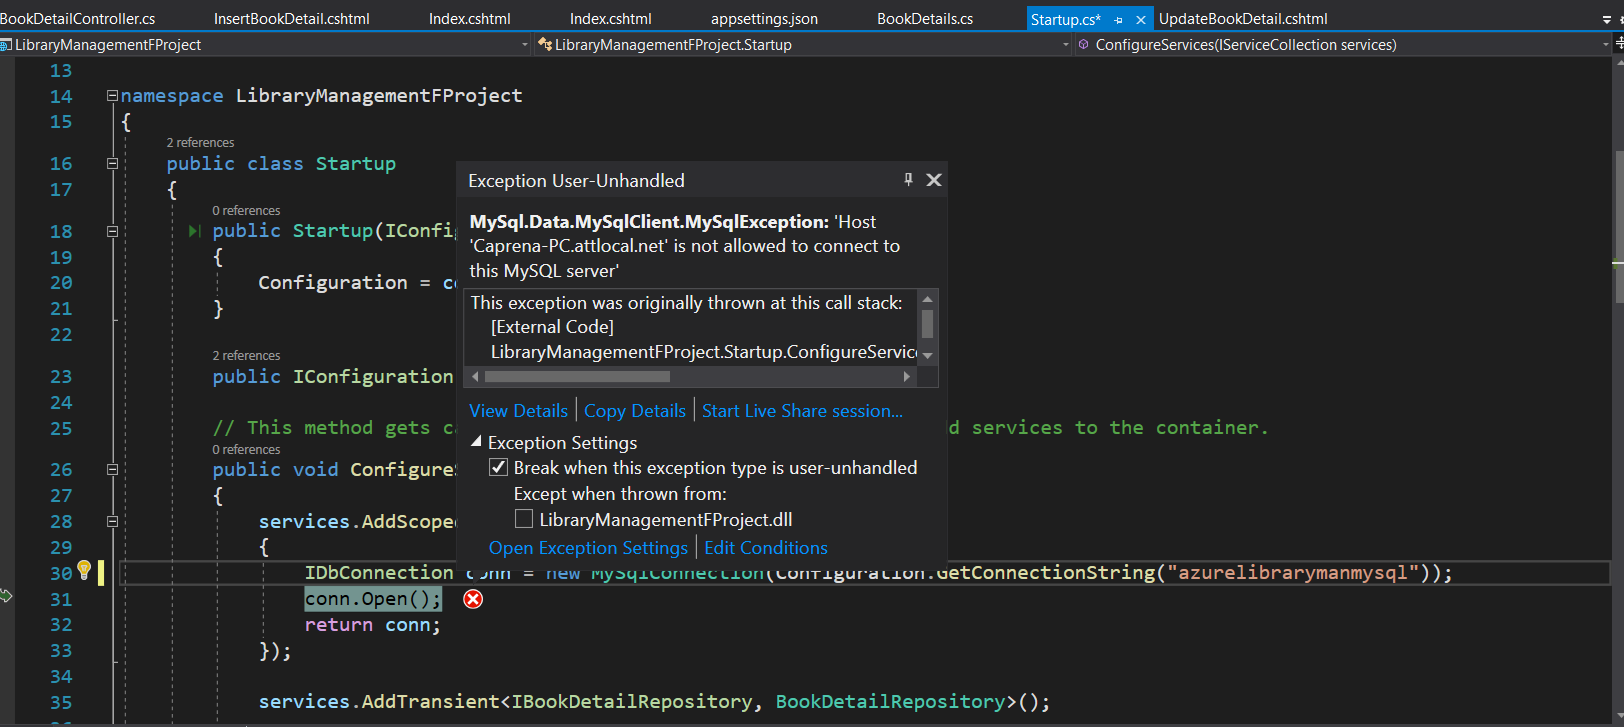 BookDetailController.cs InsertBookDetail.cshtml Index.cshtml Index.cshtml appsettings.json BookDetails.cs Startup.cs* UpdateBookDetail.cshtml
LibraryManagementFProject LibraryManagementFProject.Startup ConfigureServices(IServiceCollection services)
13
14 namespace LibraryManagementFProject
15 {
2 references
16 public class Startup
17 {
0 references
18 public Startup(IConfi
19 {
20 Configuration = c
21 }
22
2 references
23 public IConfiguration
24
25 // This method gets c d services to the container.
0 references
26 public void Configure
27 {
28 services.AddScope
29 {
30 IDbConnection conn = new MySqlConnection(Configuration.GetConnectionString("azurelibrarymanmysql"));
31 conn.Open();
32 return conn;
33 });
34
35 services.AddTransient<IBookDetailRepository, BookDetailRepository>();
Exception User-Unhandled
MySql.Data.MySqlClient.MySqlException: 'Host
'Caprena-PC.attlocal.net' is not allowed to connect to
this MySQL server'
This exception was originally thrown at this call stack:
[External Code]
LibraryManagementFProject.Startup.ConfigureServic
View Details Copy Details Start Live Share session...
Exception Settings
Break when this exception type is user-unhandled
Except when thrown from:
LibraryManagementFProject.dll
Open Exception Settings Edit Conditions